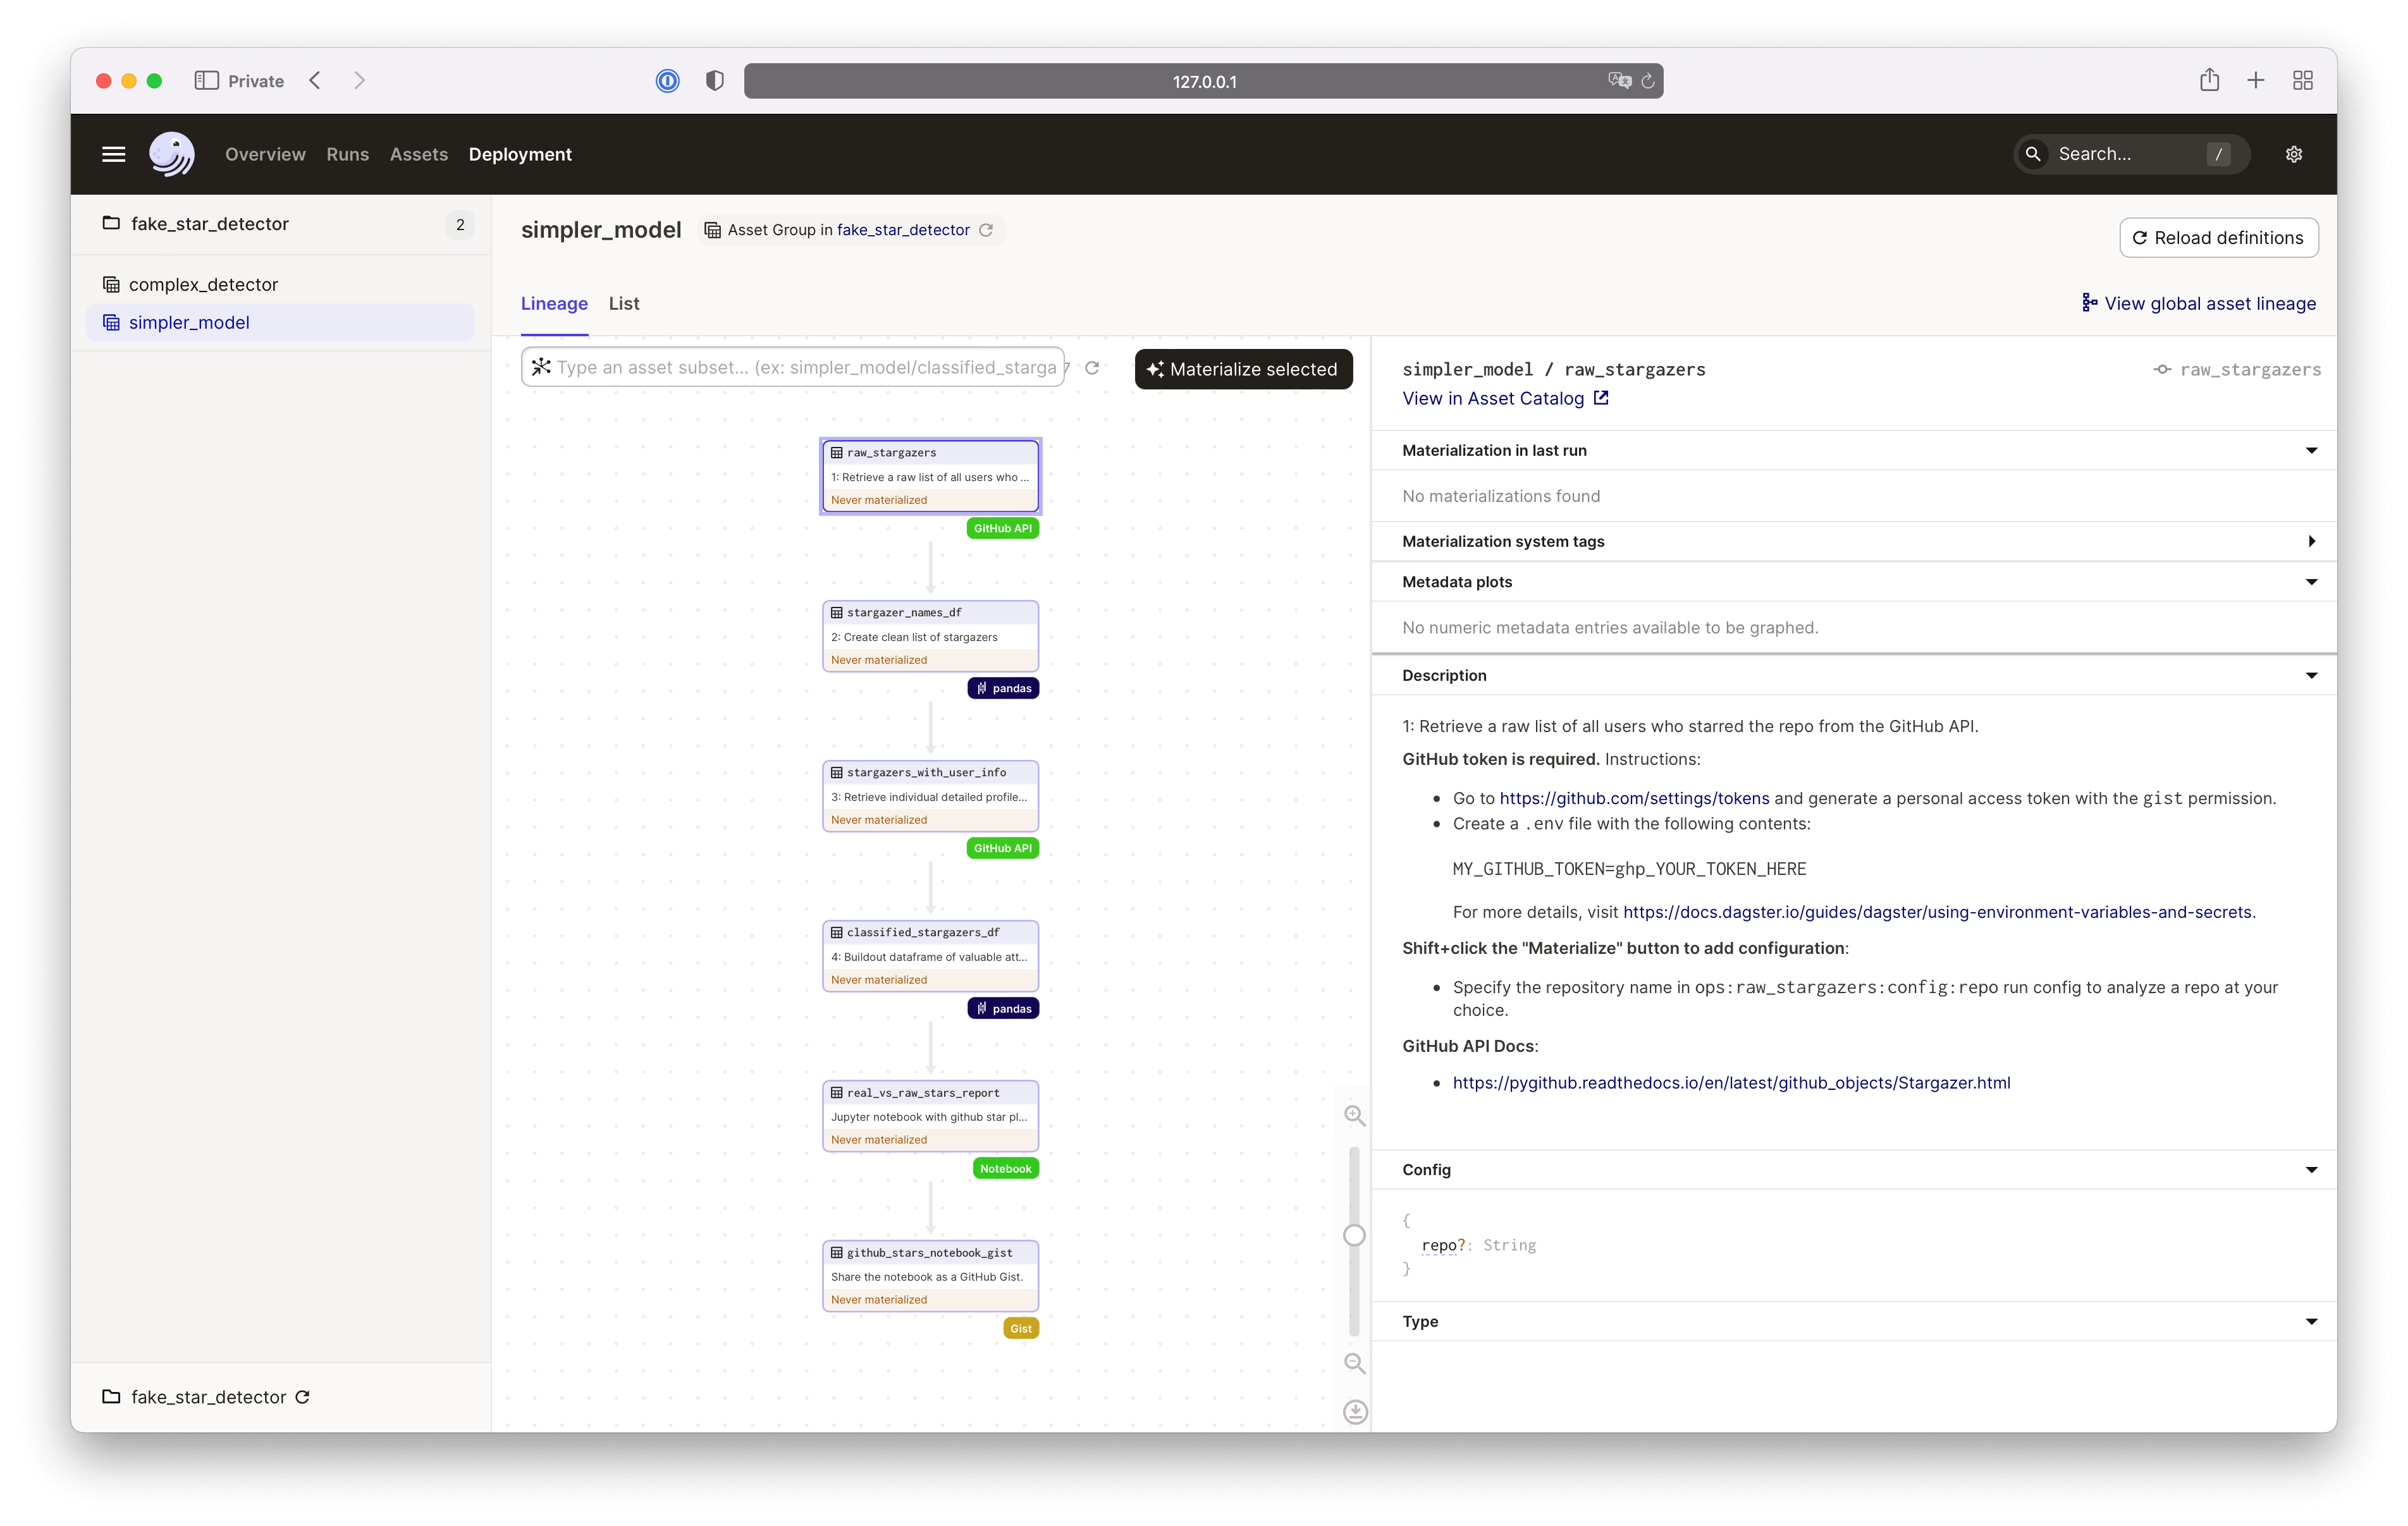 Private
127.0.0.1
Overview
Runs
Assets
Deployment
Search...
/
fake_star_detector
2
complex_detector
simpler_model
fake_star_detector
simpler_model
Asset Group in fake_star_detector
Reload definitions
Lineage
List
View global asset lineage
Type an asset subset... (ex: simpler_model/classified_starga
Materialize selected
raw_stargazers
1: Retrieve a raw list of all users who ...
Never materialized
GitHub API
stargazer_names_df
2: Create clean list of stargazers
Never materialized
pandas
stargazers_with_user_info
3: Retrieve individual detailed profile...
Never materialized
GitHub API
classified_stargazers_df
4: Buildout dataframe of valuable att...
Never materialized
pandas
real_vs_raw_stars_report
Jupyter notebook with github star pl...
Never materialized
Notebook
github_stars_notebook_gist
Share the notebook as a GitHub Gist.
Never materialized
Gist
simpler_model / raw_stargazers
raw_stargazers
View in Asset Catalog
Materialization in last run
No materializations found
Materialization system tags
Metadata plots
No numeric metadata entries available to be graphed.
Description
1: Retrieve a raw list of all users who starred the repo from the GitHub API.
GitHub token is required. Instructions:
• Go to https://github.com/settings/tokens and generate a personal access token with the gist permission.
• Create a .env file with the following contents:
MY_GITHUB_TOKEN=ghp_YOUR_TOKEN_HERE
For more details, visit https://docs.dagster.io/guides/dagster/using-environment-variables-and-secrets.
Shift+click the "Materialize" button to add configuration:
• Specify the repository name in ops:raw_stargazers:config:repo run config to analyze a repo at your
choice.
GitHub API Docs:
• https://pygithub.readthedocs.io/en/latest/github_objects/Stargazer.html
Config
{
repo?: String
}
Type